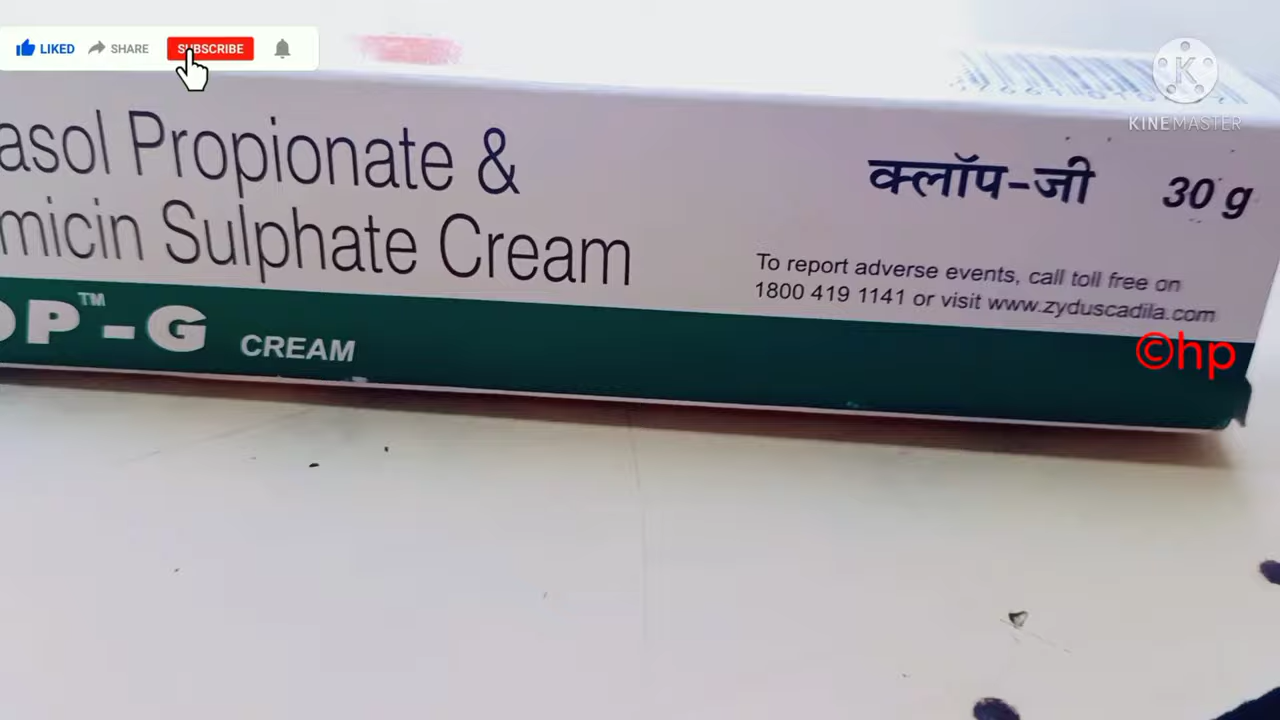 LIKED SHARE SUBSCRIBE
KINEMASTER
asol Propionate &
micin Sulphate Cream
क्लॉप-जी 30 g
To report adverse events, call toll free on
1800 419 1141 or visit www.zyduscadila.com
OP™-G CREAM
©hp